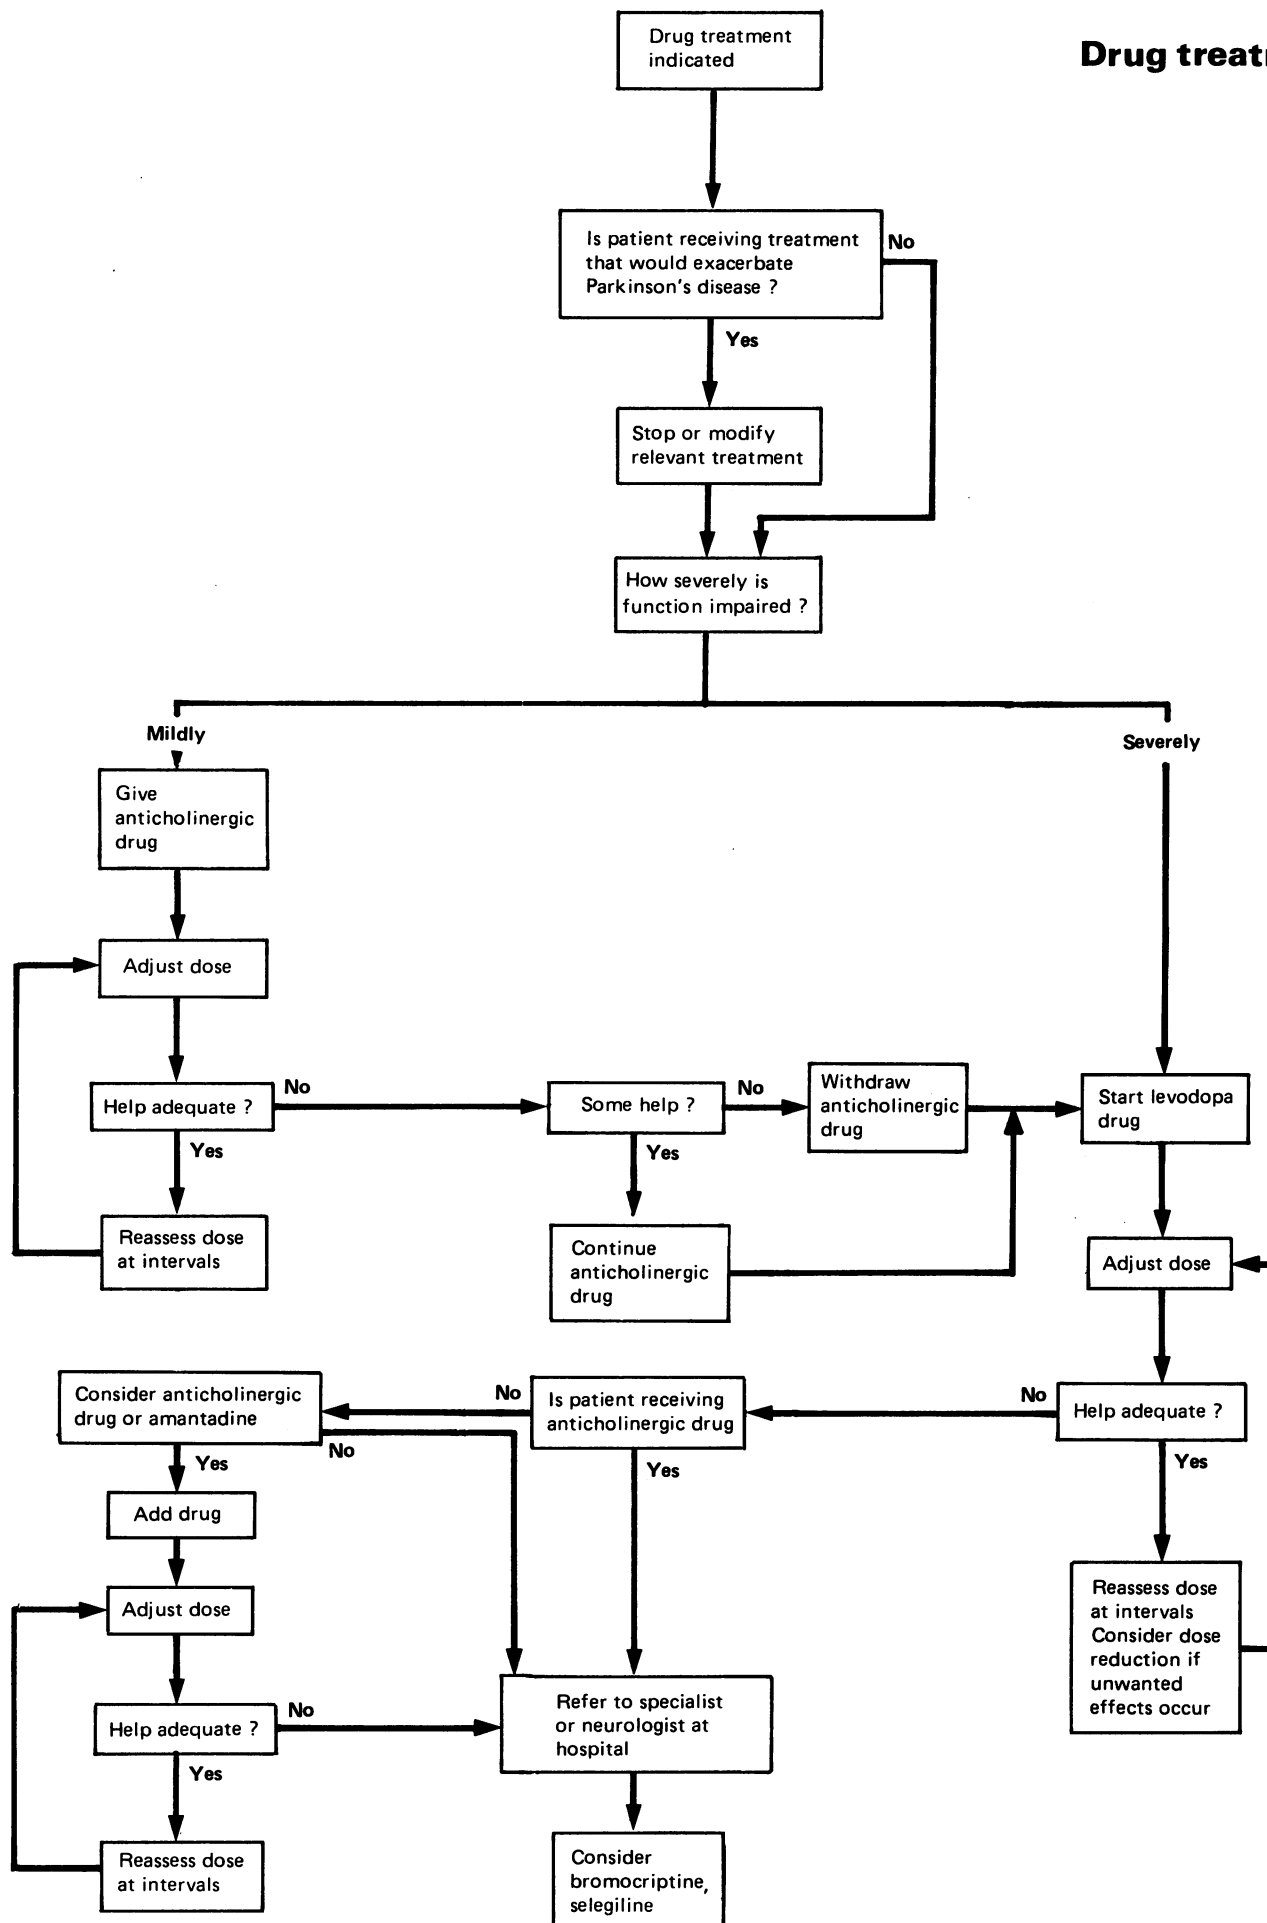 Drug treatment
indicated
Drug treat
Is patient receiving treatment
that would exacerbate
Parkinson's disease ?
No
Yes
Stop or modify
relevant treatment
How severely is
function impaired ?
Mildly
Severely
Give
anticholinergic
drug
Adjust dose
Help adequate ?
No
Yes
Reassess dose
at intervals
Some help ?
No
Yes
Withdraw
anticholinergic
drug
Continue
anticholinergic
drug
Start levodopa
drug
Adjust dose
Help adequate ?
No
Yes
Reassess dose
at intervals
Consider dose
reduction if
unwanted
effects occur
Is patient receiving
anticholinergic drug
No
Yes
Consider anticholinergic
drug or amantadine
No
Yes
Add drug
Adjust dose
Help adequate ?
No
Yes
Reassess dose
at intervals
Refer to specialist
or neurologist at
hospital
Consider
bromocriptine,
selegiline